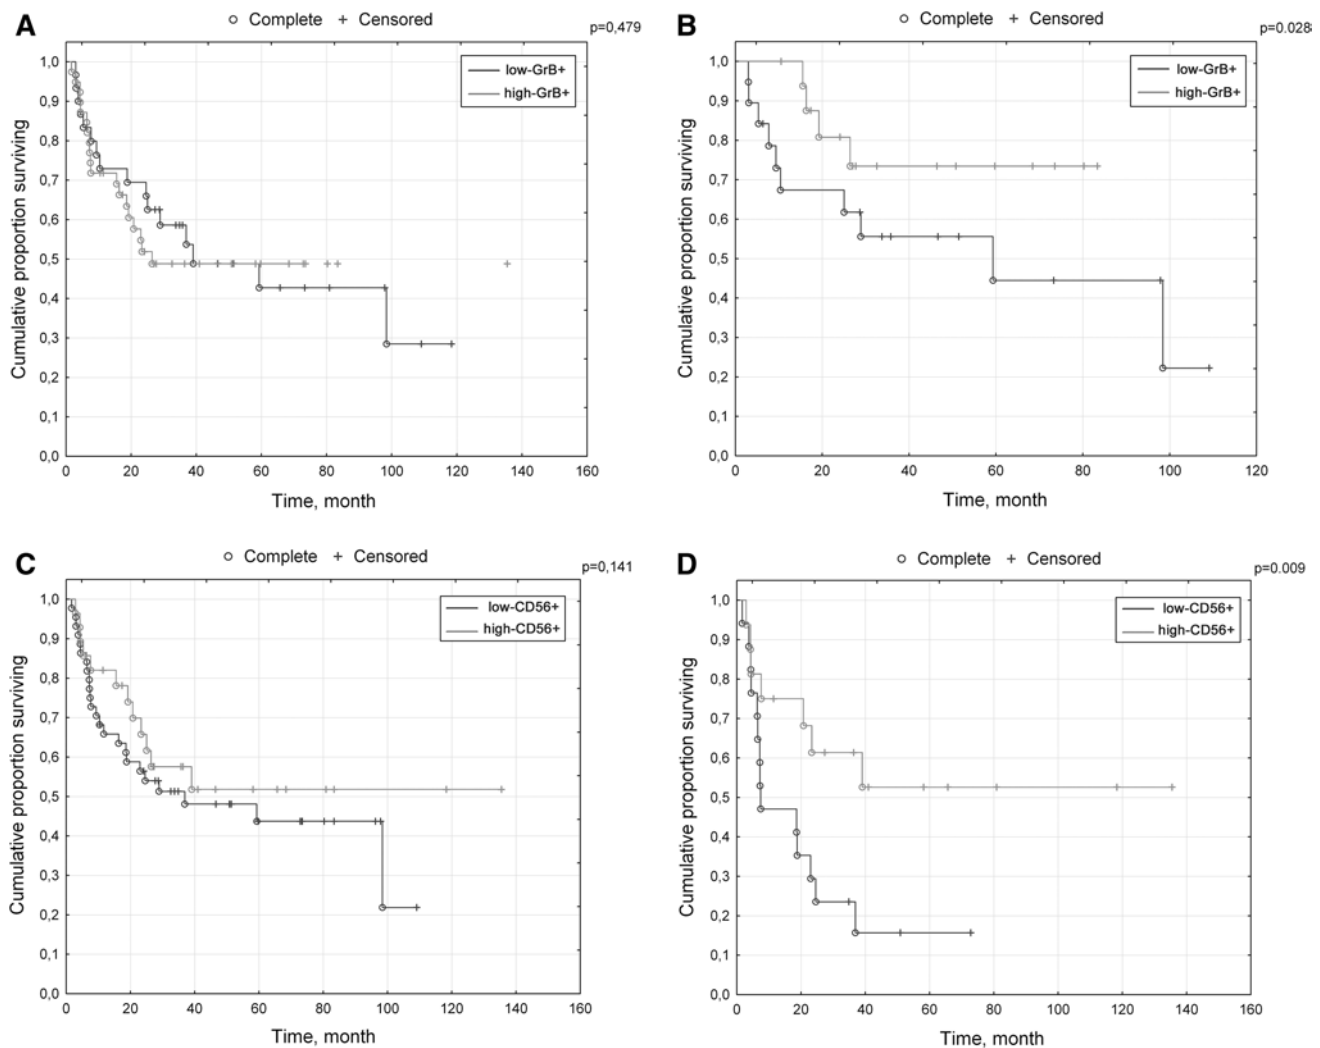 A
○ Complete + Censored
p=0,479
low-GrB+
high-GrB+
Cumulative proportion surviving
1,0
0,9
0,8
0,7
0,6
0,5
0,4
0,3
0,2
0,1
0,0
0 20 40 60 80 100 120 140 160
Time, month
B
○ Complete + Censored
p=0.028
low-GrB+
high-GrB+
Cumulative proportion surviving
1,0
0,9
0,8
0,7
0,6
0,5
0,4
0,3
0,2
0,1
0,0
0 20 40 60 80 100 120
Time, month
C
○ Complete + Censored
p=0,141
low-CD56+
high-CD56+
Cumulative proportion surviving
1,0
0,9
0,8
0,7
0,6
0,5
0,4
0,3
0,2
0,1
0,0
0 20 40 60 80 100 120 140 160
Time, month
D
○ Complete + Censored
p=0.009
low-CD56+
high-CD56+
Cumulative proportion surviving
1,0
0,9
0,8
0,7
0,6
0,5
0,4
0,3
0,2
0,1
0,0
0 20 40 60 80 100 120 140 160
Time, month